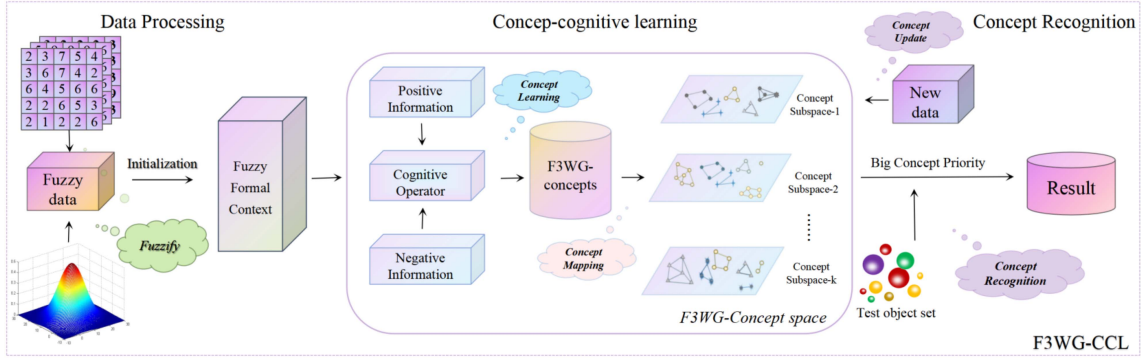 Data Processing
Concep-cognitive learning
Concept Recognition
2 3 7 5 4
3 6 7 4 2
6 6 4 4 6
2 2 6 5 3
2 1 2 2 6
Fuzzy
data
Initialization
Fuzzify
Fuzzy
Formal
Context
Positive
Information
Cognitive
Operator
Negative
Information
Concept
Learning
F3WG-
concepts
Concept
Mapping
Concept
Subspace-1
Concept
Subspace-2
......
Concept
Subspace-k
F3WG-Concept space
Concept
Update
New
data
Big Concept Priority
Result
Test object set
Concept
Recognition
F3WG-CCL